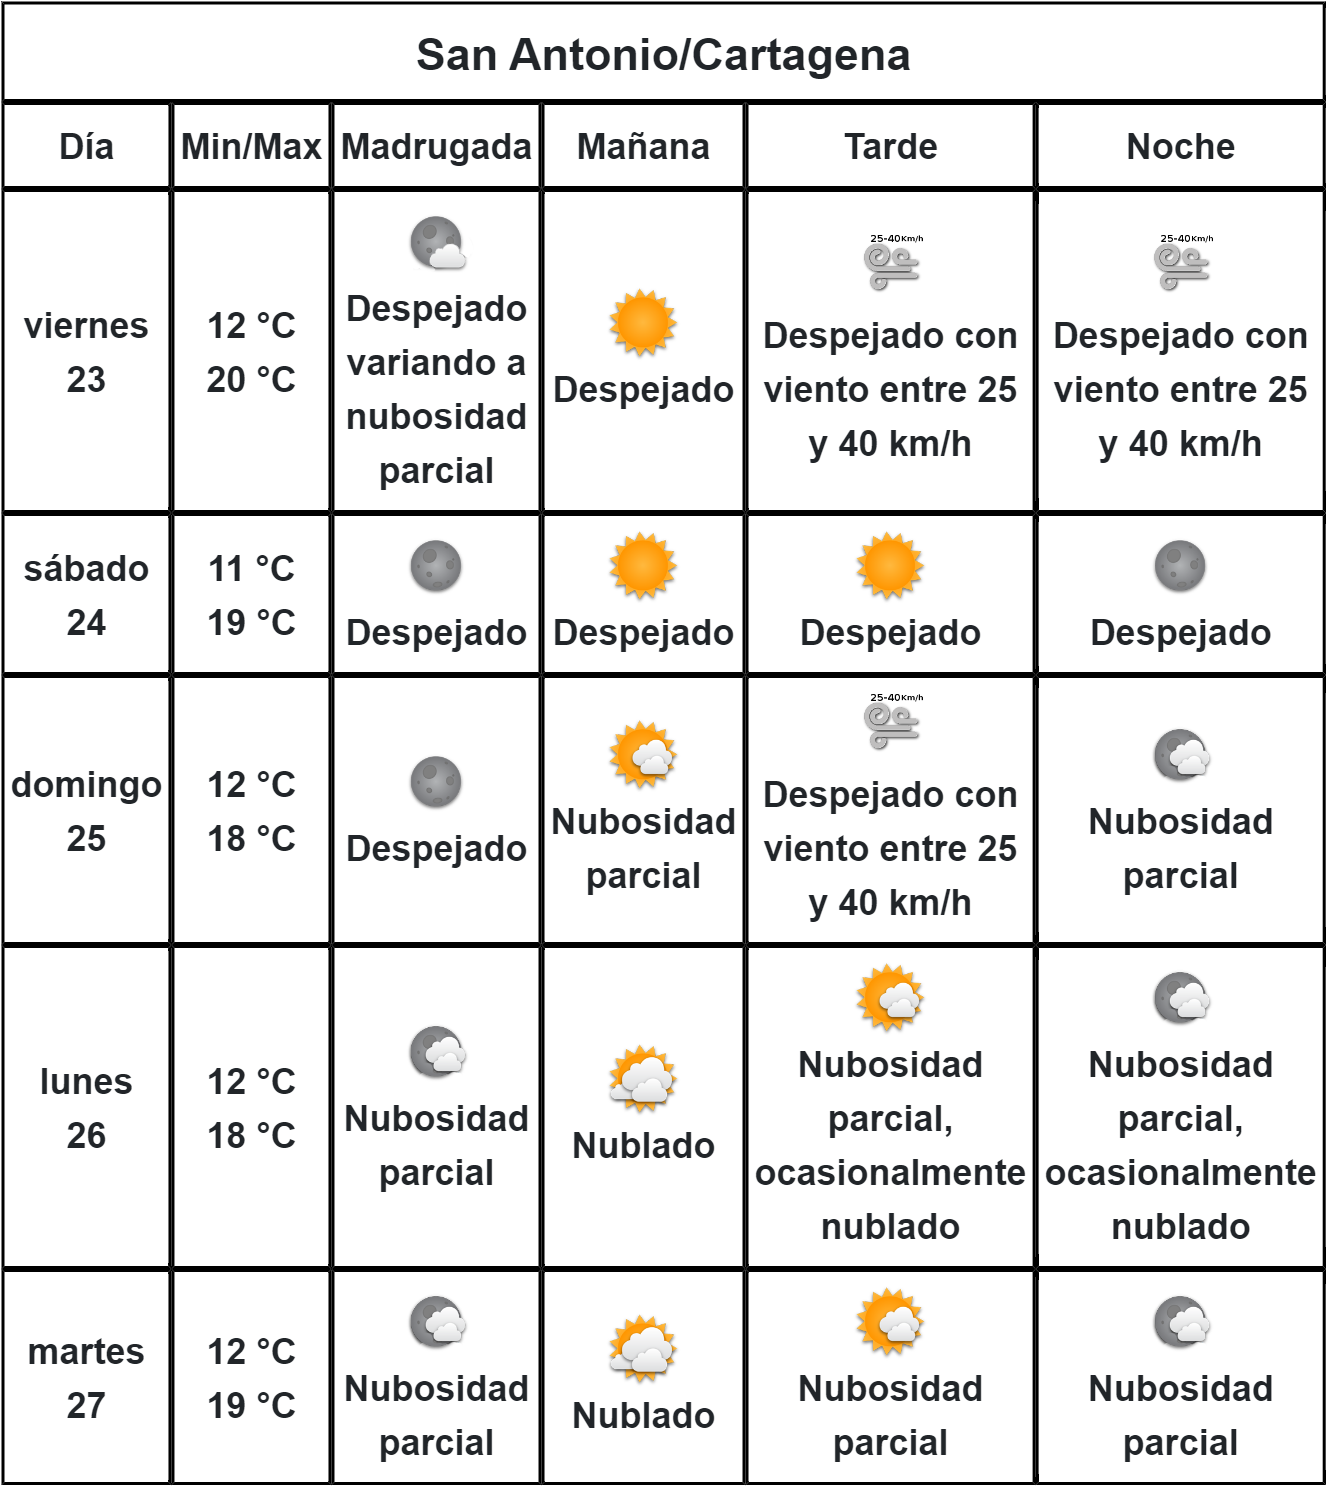 San Antonio/Cartagena
Día Min/Max Madrugada Mañana Tarde Noche
viernes
23
12 °C
20 °C
Despejado
variando a
nubosidad
parcial
Despejado
25-40Km/h
Despejado con
viento entre 25
y 40 km/h
25-40Km/h
Despejado con
viento entre 25
y 40 km/h
sábado
24
11 °C
19 °C
Despejado
Despejado
Despejado
Despejado
domingo
25
12 °C
18 °C
Despejado
Nubosidad
parcial
25-40Km/h
Despejado con
viento entre 25
y 40 km/h
Nubosidad
parcial
lunes
26
12 °C
18 °C
Nubosidad
parcial
Nublado
Nubosidad
parcial,
ocasionalmente
nublado
Nubosidad
parcial,
ocasionalmente
nublado
martes
27
12 °C
19 °C
Nubosidad
parcial
Nublado
Nubosidad
parcial
Nubosidad
parcial